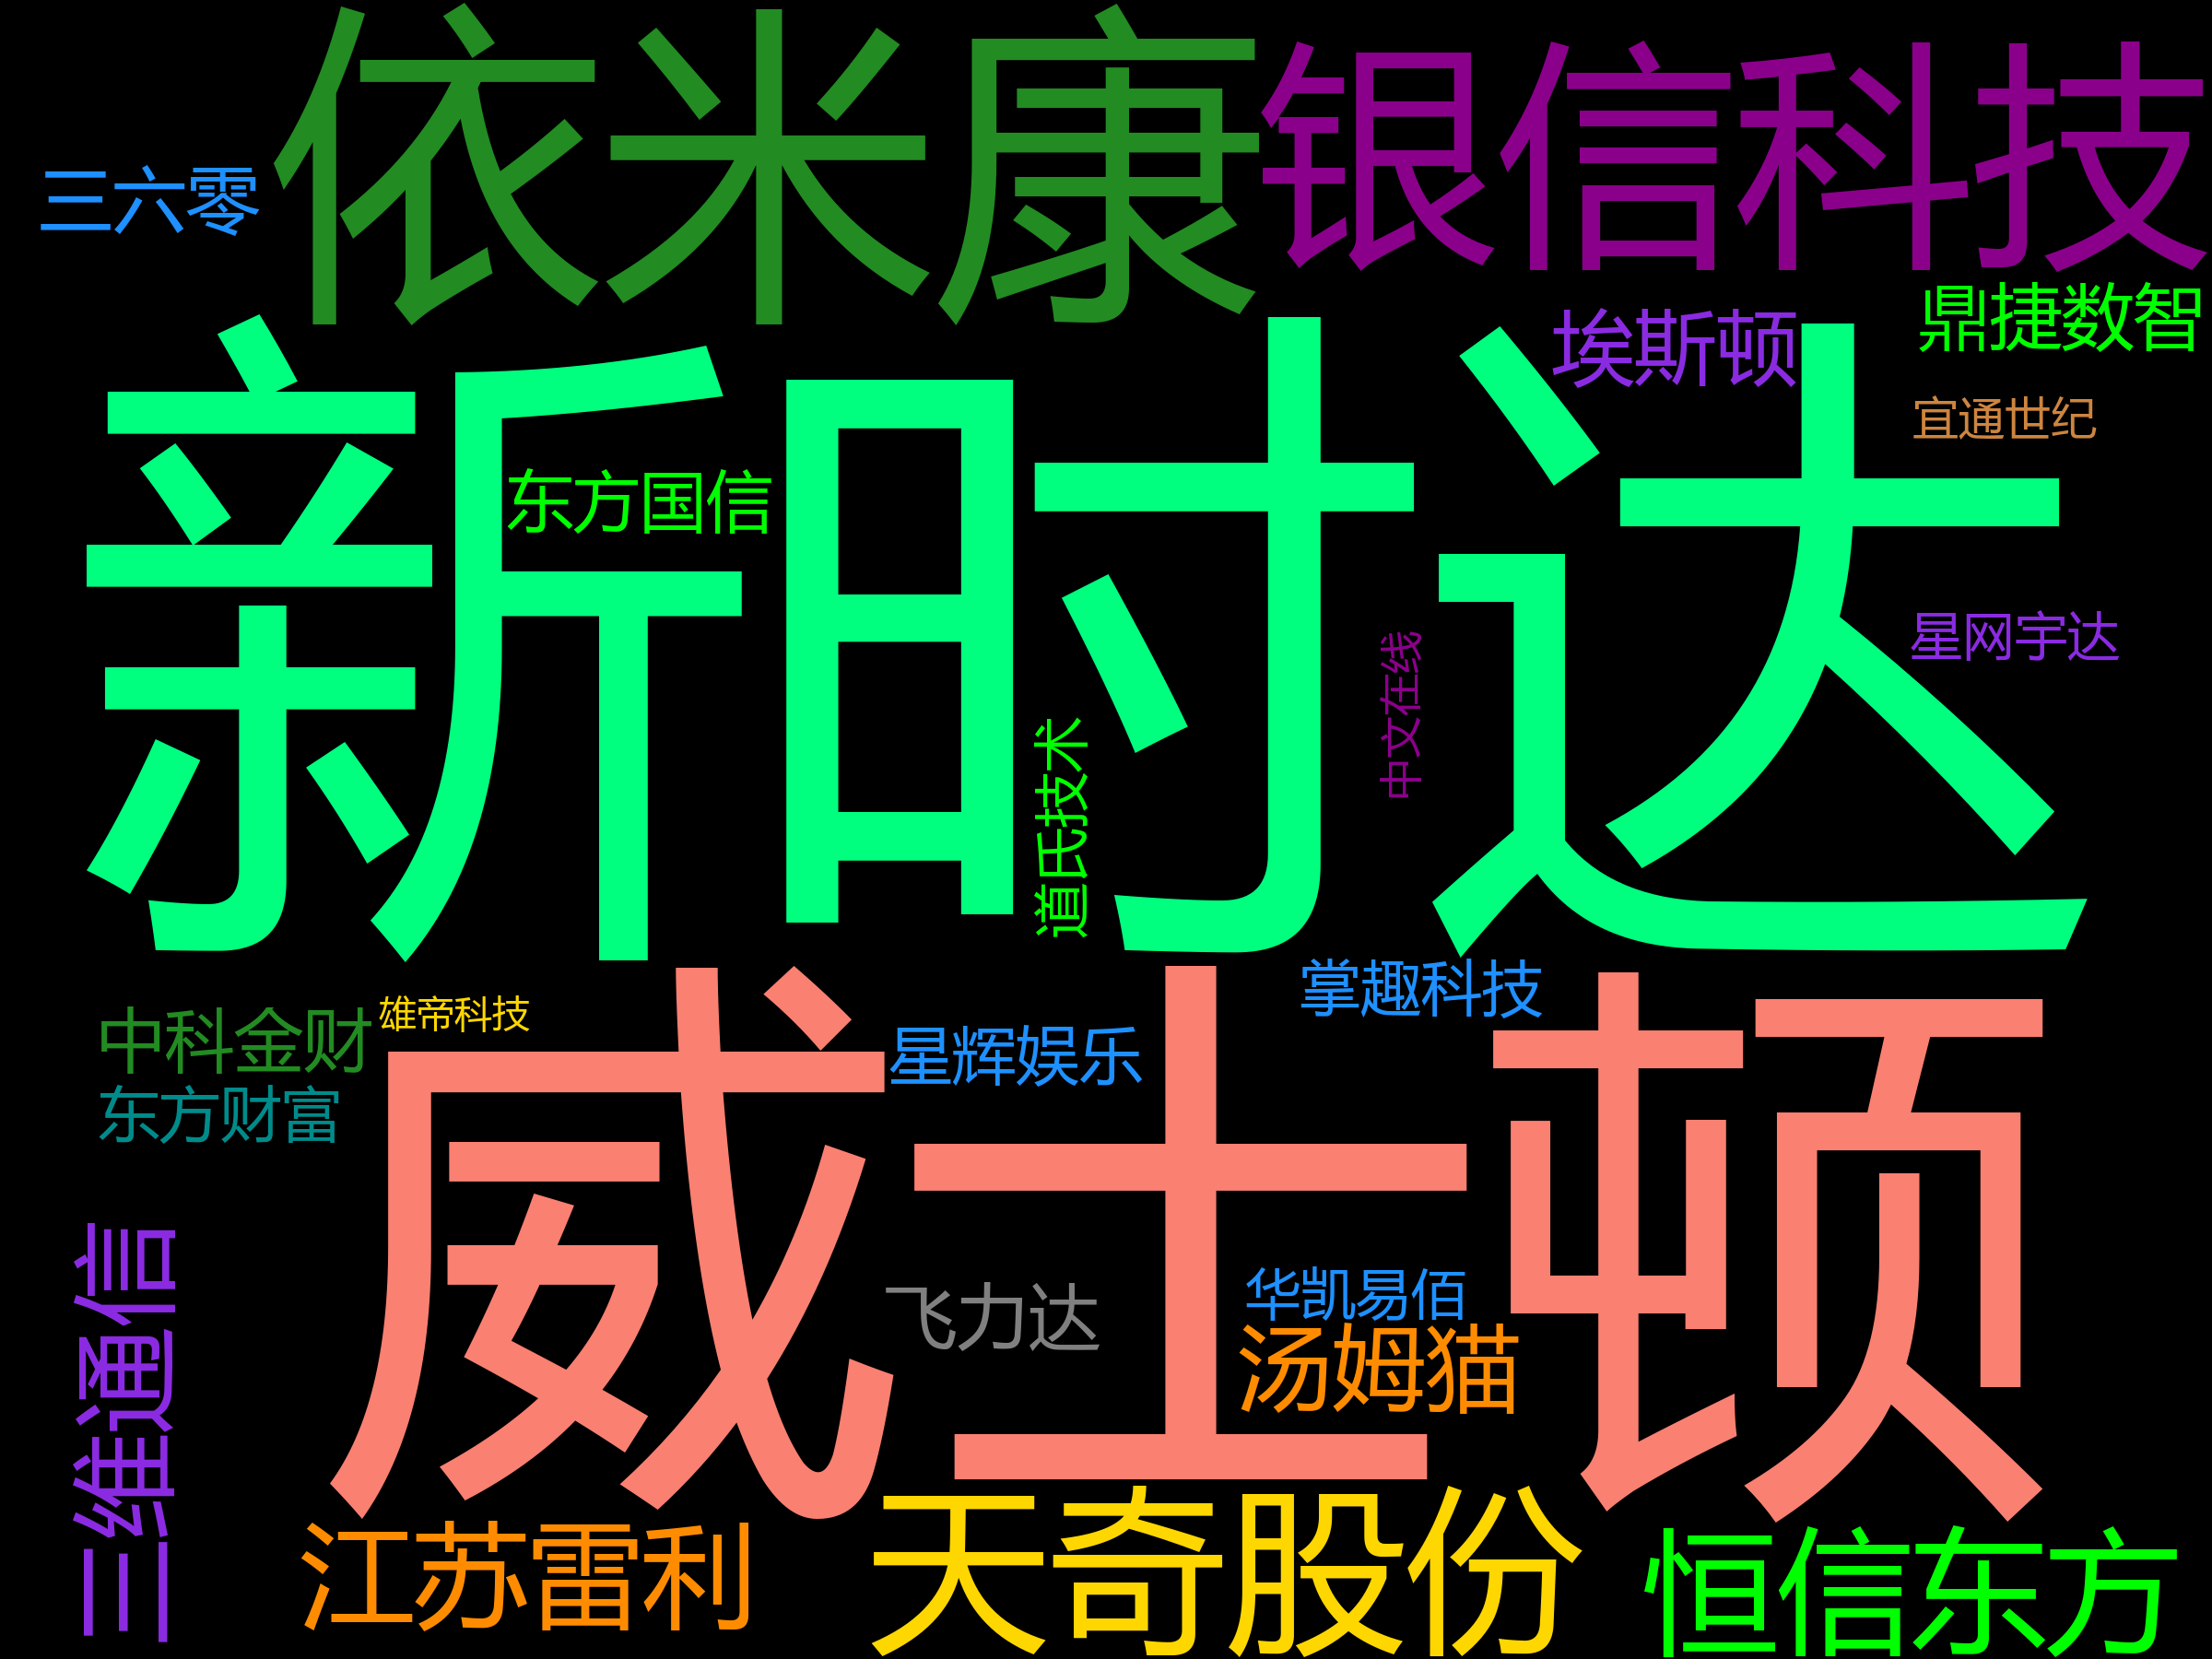 依米康
银信科技
三六零
鼎捷数智
埃斯顿
宜通世纪
新时达
东方国信
星网宇达
中文在线
道氏技术
掌趣科技
维帝科技
中科金财
星辉娱乐
东方财富
威士顿
三维通信
飞力达
华凯易佰
汤姆猫
天奇股份
江苏雷利
恒信东方